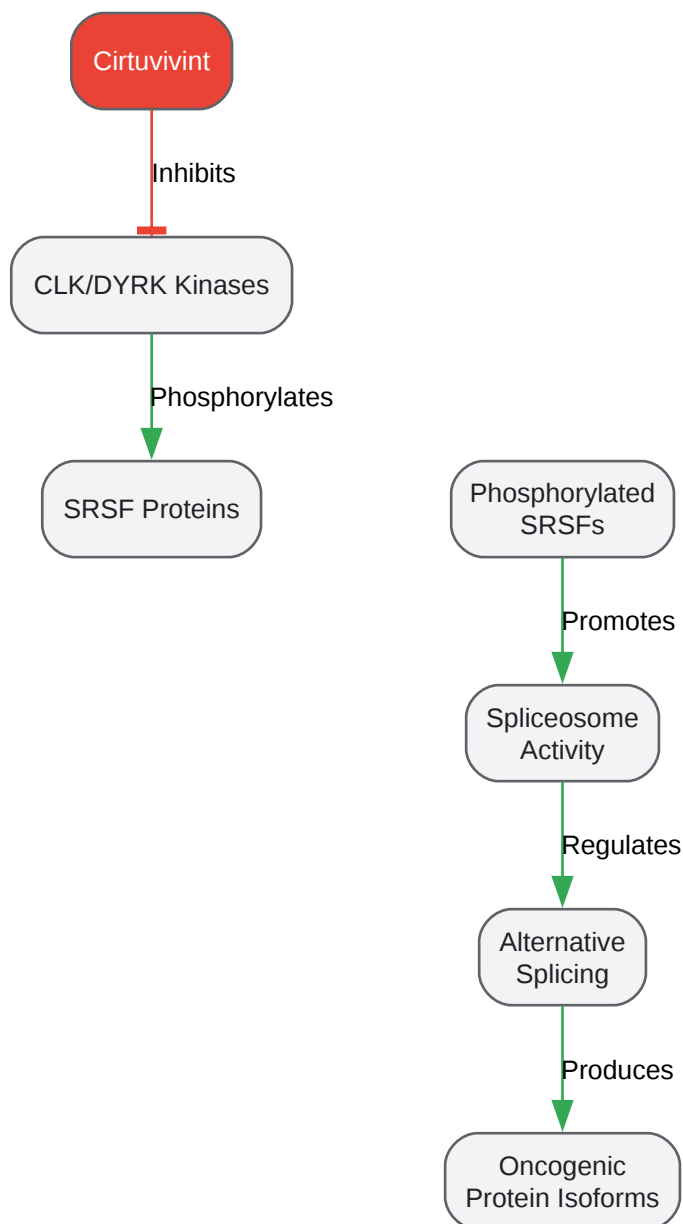 Cirtuvivint
Inhibits
CLK/DYRK Kinases
Phosphorylates
SRSF Proteins
Phosphorylated
SRSFs
Promotes
Spliceosome
Activity
Regulates
Alternative
Splicing
Produces
Oncogenic
Protein Isoforms